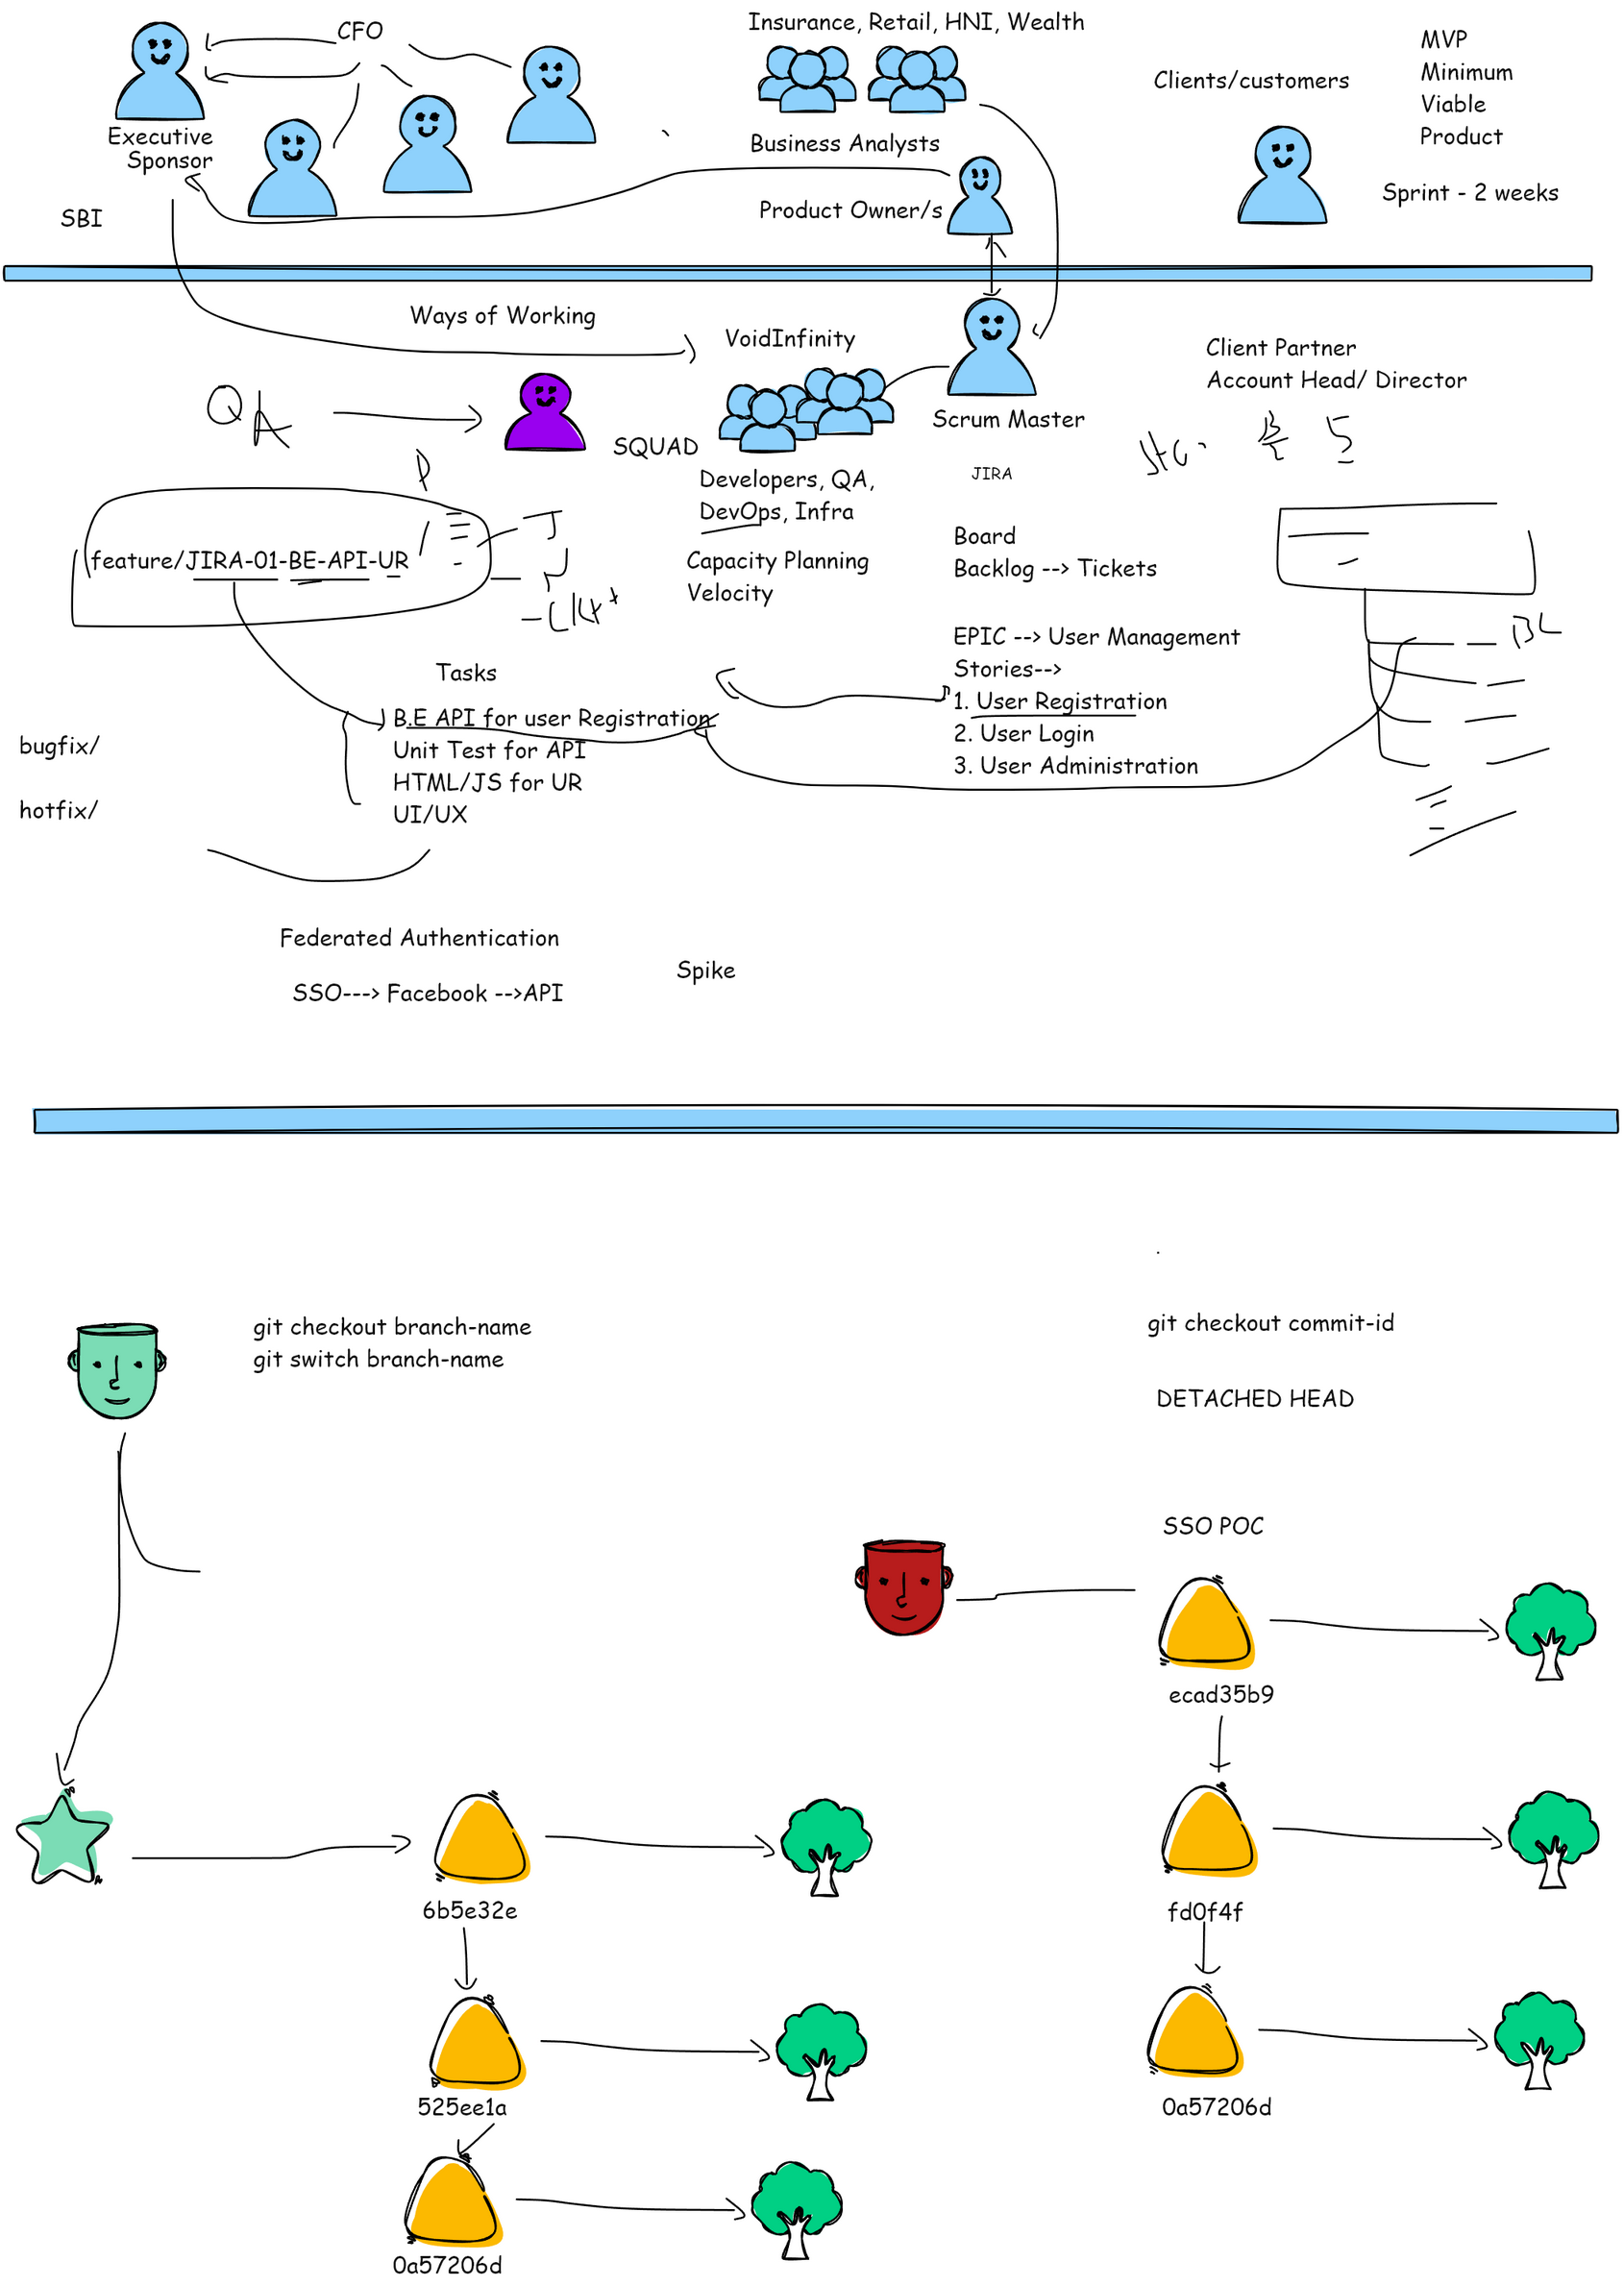 CFO
Insurance, Retail, HNI, Wealth
MVP
Minimum
Viable
Product
Clients/customers
Executive
Sponsor
Business Analysts
Sprint - 2 weeks
Product Owner/s
SBI
Ways of Working
VoidInfinity
Client Partner
Account Head/ Director
QA
Scrum Master
SQUAD
JIRA
Developers, QA,
DevOps, Infra
P
Board
Backlog --> Tickets
feature/JIRA-01-BE-API-UR
Capacity Planning
Velocity
EPIC --> User Management
Stories-->
1. User Registration
2. User Login
3. User Administration
Tasks
B.E API for user Registration
Unit Test for API
HTML/JS for UR
UI/UX
bugfix/
hotfix/
Federated Authentication
SSO---> Facebook -->API
Spike
git checkout branch-name
git switch branch-name
git checkout commit-id
DETACHED HEAD
SSO POC
ecad35b9
6b5e32e
fd0f4f
525ee1a
0a57206d
0a57206d